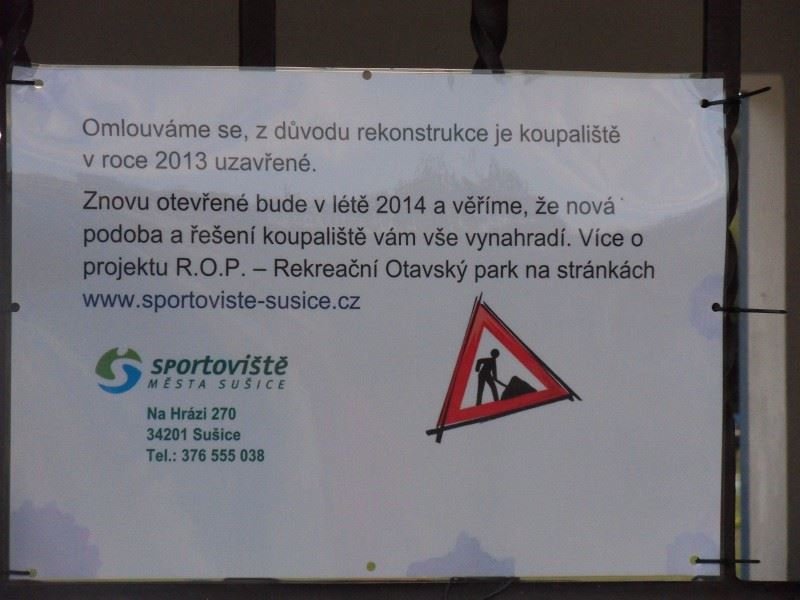 Omlouváme se, z důvodu rekonstrukce je koupaliště
v roce 2013 uzavřené.
Znovu otevřené bude v létě 2014 a věříme, že nová
podoba a řešení koupaliště vám vše vynahradí. Více o
projektu R.O.P. – Rekreační Otavský park na stránkách
www.sportoviste-susice.cz
SPORTOVIŠTĚ
MĚSTA SUŠICE
Na Hrázi 270
34201 Sušice
Tel.: 376 555 038